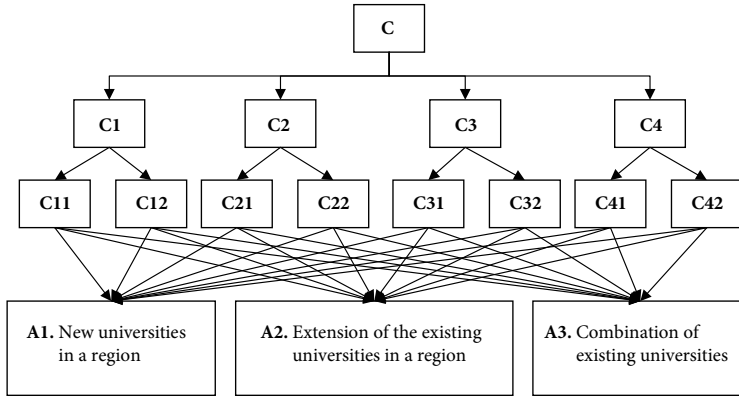 C
C1
C2
C3
C4
C11
C12
C21
C22
C31
C32
C41
C42
A1. New universities
in a region
A2. Extension of the existing
universities in a region
A3. Combination of
existing universities